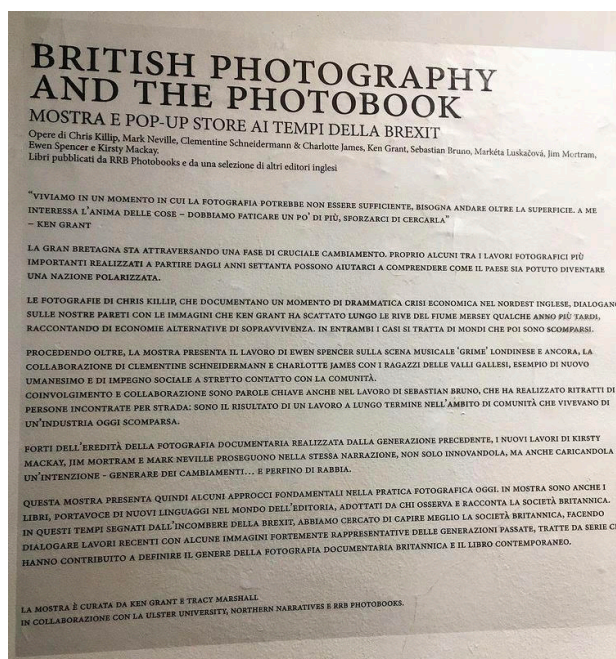 BRITISH PHOTOGRAPHY
AND THE PHOTOBOOK
MOSTRA E POP-UP STORE AI TEMPI DELLA BREXIT
Opere di Chris Killip, Mark Neville, Clementine Schneidermann & Charlotte James, Ken Grant, Sebastian Bruno, Markéta Luskačová, Jim Mortram,
Ewen Spencer e Kirsty Mackay.
Libri pubblicati da RRB Photobooks e da una selezione di altri editori inglesi
"VIVIAMO IN UN MOMENTO IN CUI LA FOTOGRAFIA POTREBBE NON ESSERE SUFFICIENTE, BISOGNA ANDARE OLTRE LA SUPERFICIE. A ME
INTERESSA L'ANIMA DELLE COSE – DOBBIAMO FATICARE UN PO' DI PIÙ, SFORZARCI DI CERCARLA"
– KEN GRANT
LA GRAN BRETAGNA STA ATTRAVERSANDO UNA FASE DI CRUCIALE CAMBIAMENTO. PROPRIO ALCUNI TRA I LAVORI FOTOGRAFICI PIÙ
IMPORTANTI REALIZZATI A PARTIRE DAGLI ANNI SETTANTA POSSONO AIUTARCI A COMPRENDERE COME IL PAESE SIA POTUTO DIVENTARE
UNA NAZIONE POLARIZZATA.
LE FOTOGRAFIE DI CHRIS KILLIP, CHE DOCUMENTANO UN MOMENTO DI DRAMMATICA CRISI ECONOMICA NEL NORDEST INGLESE, DIALOGANO
SULLE NOSTRE PARETI CON LE IMMAGINI CHE KEN GRANT HA SCATTATO LUNGO LE RIVE DEL FIUME MERSEY QUALCHE ANNO PIÙ TARDI,
RACCONTANDO DI ECONOMIE ALTERNATIVE DI SOPRAVVIVENZA. IN ENTRAMBI I CASI SI TRATTA DI MONDI CHE POI SONO SCOMPARSI.
PROCEDENDO OLTRE, LA MOSTRA PRESENTA IL LAVORO DI EWEN SPENCER SULLA SCENA MUSICALE 'GRIME' LONDINESE E ANCORA, LA
COLLABORAZIONE DI CLEMENTINE SCHNEIDERMANN E CHARLOTTE JAMES CON I RAGAZZI DELLE VALLI GALLESI, ESEMPIO DI NUOVO
UMANESIMO E DI IMPEGNO SOCIALE A STRETTO CONTATTO CON LA COMUNITÀ.
COINVOLGIMENTO E COLLABORAZIONE SONO PAROLE CHIAVE ANCHE NEL LAVORO DI SEBASTIAN BRUNO, CHE HA REALIZZATO RITRATTI DI
PERSONE INCONTRATE PER STRADA: SONO IL RISULTATO DI UN LAVORO A LUNGO TERMINE NELL'AMBITO DI COMUNITÀ CHE VIVEVANO DI
UN'INDUSTRIA OGGI SCOMPARSA.
FORTI DELL'EREDITÀ DELLA FOTOGRAFIA DOCUMENTARIA REALIZZATA DALLA GENERAZIONE PRECEDENTE, I NUOVI LAVORI DI KIRSTY
MACKAY, JIM MORTRAM E MARK NEVILLE PROSEGUONO NELLA STESSA NARRAZIONE, NON SOLO INNOVANDOLA, MA ANCHE CARICANDOLA
UN'INTENZIONE – GENERARE DEI CAMBIAMENTI... E PERFINO DI RABBIA.
QUESTA MOSTRA PRESENTA QUINDI ALCUNI APPROCCI FONDAMENTALI NELLA PRATICA FOTOGRAFICA OGGI. IN MOSTRA SONO ANCHE I
LIBRI, PORTAVOCE DI NUOVI LINGUAGGI NEL MONDO DELL'EDITORIA, ADOTTATI DA CHI OSSERVA E RACCONTA LA SOCIETÀ BRITANNICA.
IN QUESTI TEMPI SEGNATI DALL'INCOMBERE DELLA BREXIT, ABBIAMO CERCATO DI CAPIRE MEGLIO LA SOCIETÀ BRITANNICA, FACENDO
DIALOGARE LAVORI RECENTI CON ALCUNE IMMAGINI FORTEMENTE RAPPRESENTATIVE DELLE GENERAZIONI PASSATE, TRATTE DA SERIE
HANNO CONTRIBUITO A DEFINIRE IL GENERE DELLA FOTOGRAFIA DOCUMENTARIA BRITANNICA E IL LIBRO CONTEMPORANEO.
LA MOSTRA È CURATA DA KEN GRANT E TRACY MARSHALL
IN COLLABORAZIONE CON LA ULSTER UNIVERSITY, NORTHERN NARRATIVES E RRB PHOTOBOOKS.